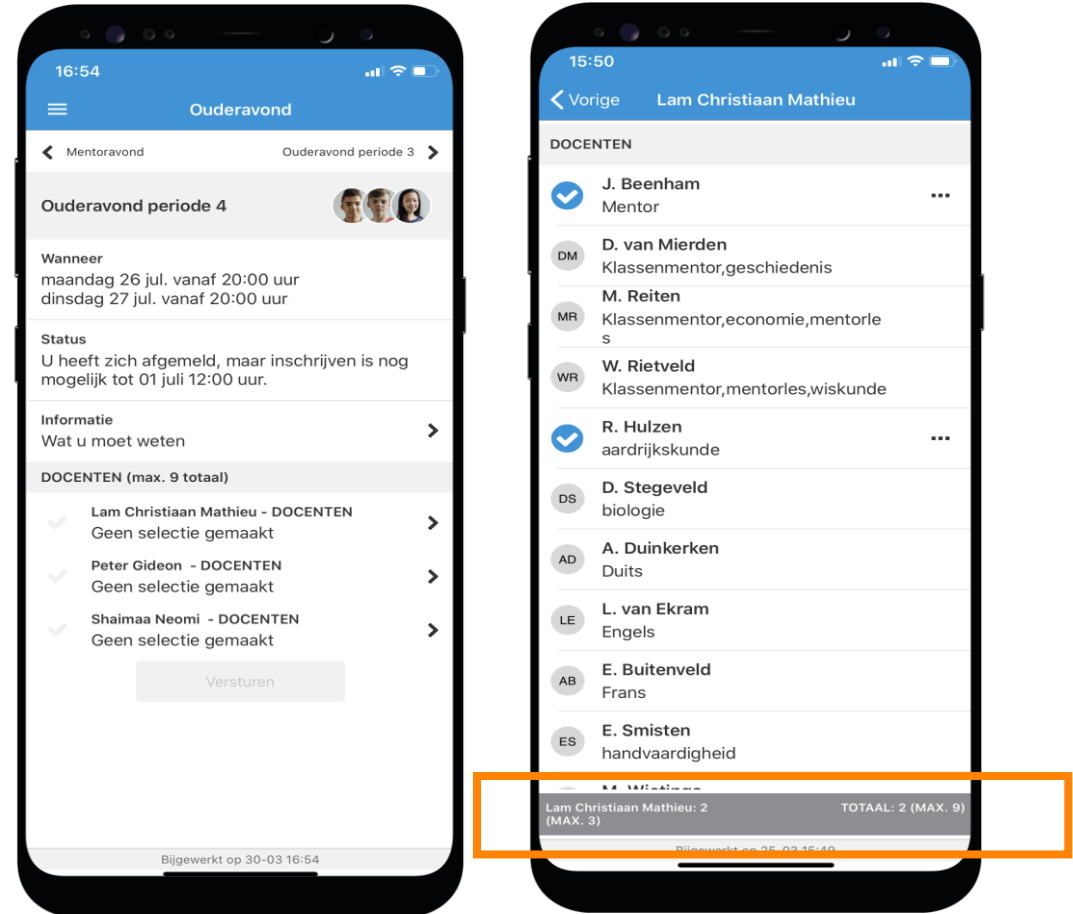 16:54
Ouderavond
Mentoravond
Ouderavond periode 3
Ouderavond periode 4
Wanneer
maandag 26 jul. vanaf 20:00 uur
dinsdag 27 jul. vanaf 20:00 uur
Status
U heeft zich afgemeld, maar inschrijven is nog
mogelijk tot 01 juli 12:00 uur.
Informatie
Wat u moet weten
DOCENTEN (max. 9 totaal)
Lam Christiaan Mathieu - DOCENTEN
Geen selectie gemaakt
Peter Gideon - DOCENTEN
Geen selectie gemaakt
Shaimaa Neomi - DOCENTEN
Geen selectie gemaakt
Versturen
Bijgewerkt op 30-03 16:54
15:50
Vorige
Lam Christiaan Mathieu
DOCENTEN
J. Beenham
Mentor
DM
D. van Mierden
Klassenmentor,geschiedenis
MR
M. Reiten
Klassenmentor,economie,mentorle
s
WR
W. Rietveld
Klassenmentor,mentorles,wiskunde
R. Hulzen
aardrijkskunde
DS
D. Stegeveld
biologie
AD
A. Duinkerken
Duits
LE
L. van Ekram
Engels
AB
E. Buitenveld
Frans
ES
E. Smisten
handvaardigheid
Lam Christiaan Mathieu: 2
(MAX. 3)
TOTAAL: 2 (MAX. 9)
Bijgewerkt op 25-03 15:49